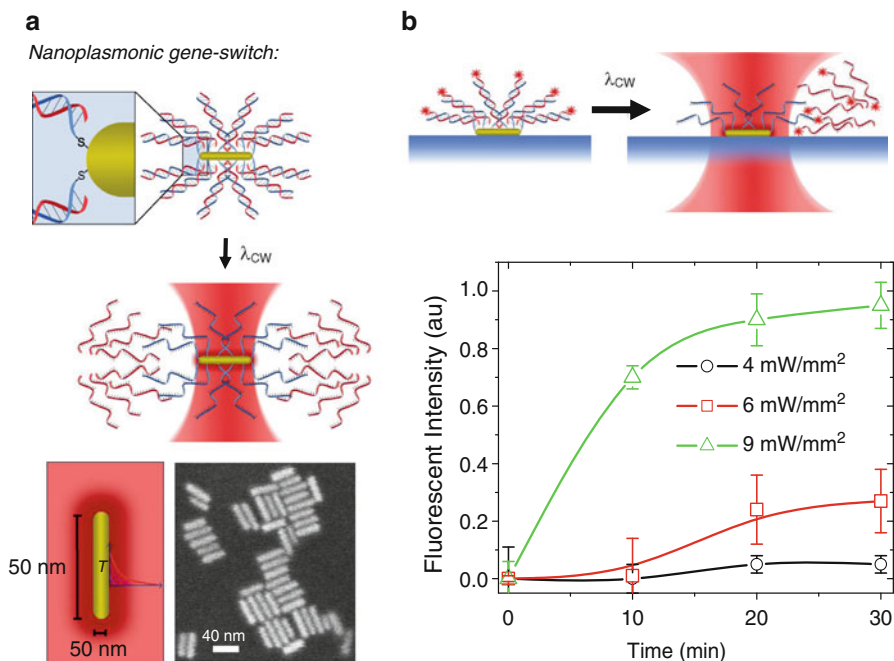 a
Nanoplasmonic gene-switch:
S
S
λCW
50 nm
T
50 nm
40 nm
b
λCW
Fluorescent Intensity (au)
1.0
0.8
0.6
0.4
0.2
0.0
4 mW/mm²
6 mW/mm²
9 mW/mm²
0 10 20 30
Time (min)